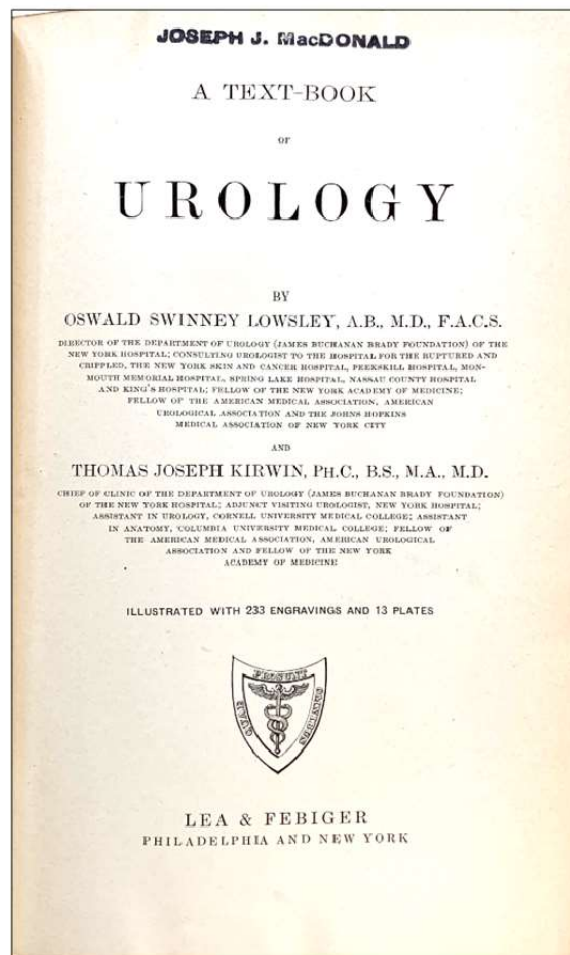 JOSEPH J. MacDONALD
A TEXT-BOOK
OF
UROLOGY
BY
OSWALD SWINNEY LOWSLEY, A.B., M.D., F.A.C.S.
DIRECTOR OF THE DEPARTMENT OF UROLOGY (JAMES BUCHANAN BRADY FOUNDATION) OF THE
NEW YORK HOSPITAL; CONSULTING UROLOGIST TO THE HOSPITAL FOR THE RUPTURED AND
CRIPPLED, THE NEW YORK SKIN AND CANCER HOSPITAL, PEEKSKILL HOSPITAL, MON-
MOUTH MEMORIAL HOSPITAL, SPRING LAKE HOSPITAL, NASSAU COUNTY HOSPITAL
AND KING'S HOSPITAL; FELLOW OF THE NEW YORK ACADEMY OF MEDICINE;
FELLOW OF THE AMERICAN MEDICAL ASSOCIATION, AMERICAN
UROLOGICAL ASSOCIATION AND THE JOHNS HOPKINS
MEDICAL ASSOCIATION OF NEW YORK CITY
AND
THOMAS JOSEPH KIRWIN, PH.C., B.S., M.A., M.D.
CHIEF OF CLINIC OF THE DEPARTMENT OF UROLOGY (JAMES BUCHANAN BRADY FOUNDATION)
OF THE NEW YORK HOSPITAL; ADJUNCT VISITING UROLOGIST, NEW YORK HOSPITAL;
ASSISTANT IN UROLOGY, CORNELL UNIVERSITY MEDICAL COLLEGE; ASSISTANT
IN ANATOMY, COLUMBIA UNIVERSITY MEDICAL COLLEGE; FELLOW OF
THE AMERICAN MEDICAL ASSOCIATION, AMERICAN UROLOGICAL
ASSOCIATION AND FELLOW OF THE NEW YORK
ACADEMY OF MEDICINE
ILLUSTRATED WITH 233 ENGRAVINGS AND 13 PLATES
QUAE PROSUNT OMNIBUS
LEA & FEBIGER
PHILADELPHIA AND NEW YORK